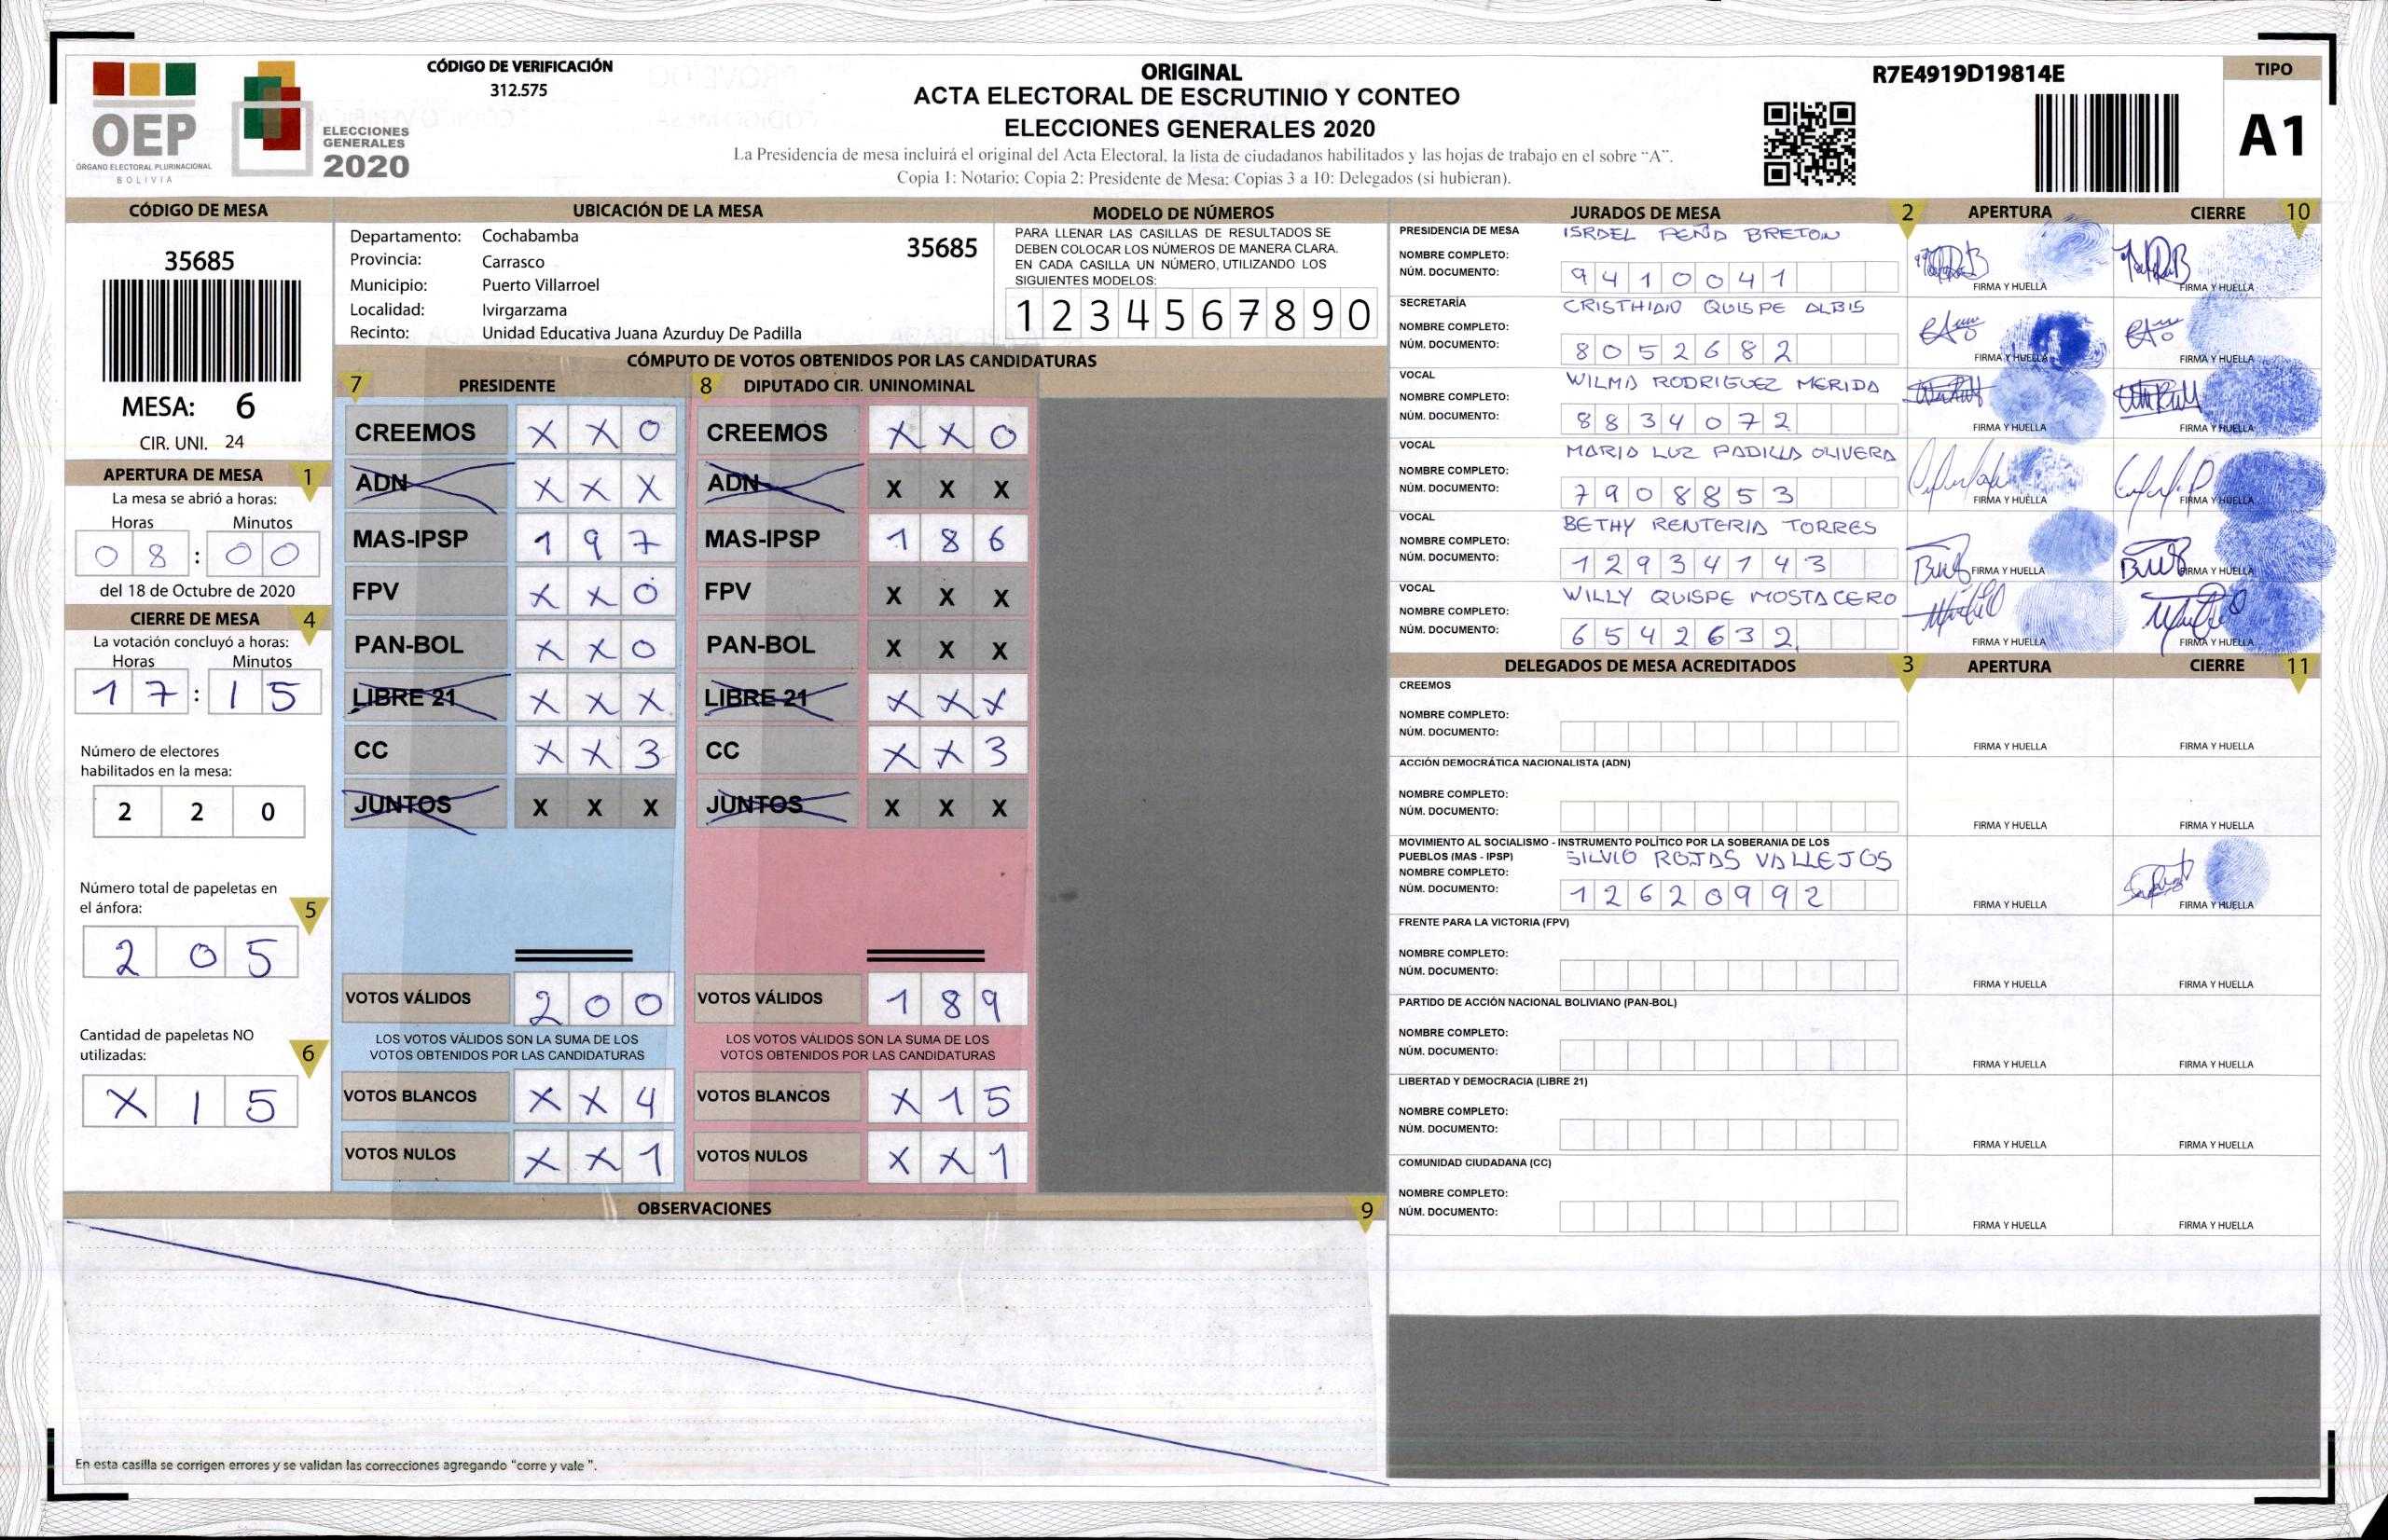 CÓDIGO DE VERIFICACIÓN
312.575
OEP
ÓRGANO ELECTORAL PLURINACIONAL
BOLIVIA
ELECCIONES
GENERALES
2020
ORIGINAL
ACTA ELECTORAL DE ESCRUTINIO Y CONTEO
ELECCIONES GENERALES 2020
La Presidencia de mesa incluirá el original del Acta Electoral, la lista de ciudadanos habilitados y las hojas de trabajo en el sobre "A".
Copia 1: Notario; Copia 2: Presidente de Mesa; Copias 3 a 10: Delegados (si hubieran).
R7E4919D19814E
TIPO
A1
CÓDIGO DE MESA
35685
MESA: 6
CIR. UNI. 24
APERTURA DE MESA 1
La mesa se abrió a horas:
Horas Minutos
08 : 00
del 18 de Octubre de 2020
CIERRE DE MESA 4
La votación concluyó a horas:
Horas Minutos
17 : 15
Número de electores
habilitados en la mesa:
2 2 0
Número total de papeletas en
el ánfora: 5
2 0 5
Cantidad de papeletas NO
utilizadas: 6
X 1 5
UBICACIÓN DE LA MESA
Departamento: Cochabamba 35685
Provincia: Carrasco
Municipio: Puerto Villarroel
Localidad: Ivirgarzama
Recinto: Unidad Educativa Juana Azurduy De Padilla
MODELO DE NÚMEROS
PARA LLENAR LAS CASILLAS DE RESULTADOS SE
DEBEN COLOCAR LOS NÚMEROS DE MANERA CLARA.
EN CADA CASILLA UN NÚMERO, UTILIZANDO LOS
SIGUIENTES MODELOS:
1 2 3 4 5 6 7 8 9 0
CÓMPUTO DE VOTOS OBTENIDOS POR LAS CANDIDATURAS
7 PRESIDENTE 8 DIPUTADO CIR. UNINOMINAL
CREEMOS X X 0 CREEMOS X X 0
ADN X X X ADN X X X
MAS-IPSP 1 9 7 MAS-IPSP 1 8 6
FPV X X 0 FPV X X X
PAN-BOL X X 0 PAN-BOL X X X
LIBRE 21 X X X LIBRE 21 X X X
CC X X 3 CC X X 3
JUNTOS X X X JUNTOS X X X
VOTOS VÁLIDOS 2 0 0 VOTOS VÁLIDOS 1 8 9
LOS VOTOS VÁLIDOS SON LA SUMA DE LOS LOS VOTOS VÁLIDOS SON LA SUMA DE LOS
VOTOS OBTENIDOS POR LAS CANDIDATURAS VOTOS OBTENIDOS POR LAS CANDIDATURAS
VOTOS BLANCOS X X 4 VOTOS BLANCOS X 1 5
VOTOS NULOS X X 1 VOTOS NULOS X X 1
OBSERVACIONES 9
En esta casilla se corrigen errores y se validan las correcciones agregando "corre y vale ".
JURADOS DE MESA 2 APERTURA CIERRE 10
PRESIDENCIA DE MESA ISRAEL PEÑA BRETON
NOMBRE COMPLETO:
NÚM. DOCUMENTO: 9410041 FIRMA Y HUELLA FIRMA Y HUELLA
SECRETARÍA CRISTHIAN QUISPE ALBIS
NOMBRE COMPLETO:
NÚM. DOCUMENTO: 8052682 FIRMA Y HUELLA FIRMA Y HUELLA
VOCAL WILMA RODRIGUEZ MERIDA
NOMBRE COMPLETO:
NÚM. DOCUMENTO: 8834072 FIRMA Y HUELLA FIRMA Y HUELLA
VOCAL MARIA LUZ PADILLA OLIVERA
NOMBRE COMPLETO:
NÚM. DOCUMENTO: 7908853 FIRMA Y HUELLA FIRMA Y HUELLA
VOCAL BETHY RENTERIA TORRES
NOMBRE COMPLETO:
NÚM. DOCUMENTO: 12934143 FIRMA Y HUELLA FIRMA Y HUELLA
VOCAL WILLY QUISPE MOSTACERO
NOMBRE COMPLETO:
NÚM. DOCUMENTO: 6542632 FIRMA Y HUELLA FIRMA Y HUELLA
DELEGADOS DE MESA ACREDITADOS 3 APERTURA CIERRE 11
CREEMOS
NOMBRE COMPLETO:
NÚM. DOCUMENTO: FIRMA Y HUELLA FIRMA Y HUELLA
ACCIÓN DEMOCRÁTICA NACIONALISTA (ADN)
NOMBRE COMPLETO:
NÚM. DOCUMENTO: FIRMA Y HUELLA FIRMA Y HUELLA
MOVIMIENTO AL SOCIALISMO - INSTRUMENTO POLÍTICO POR LA SOBERANIA DE LOS
PUEBLOS (MAS - IPSP) SILVIO ROJAS VALLEJOS
NOMBRE COMPLETO:
NÚM. DOCUMENTO: 12620992 FIRMA Y HUELLA FIRMA Y HUELLA
FRENTE PARA LA VICTORIA (FPV)
NOMBRE COMPLETO:
NÚM. DOCUMENTO: FIRMA Y HUELLA FIRMA Y HUELLA
PARTIDO DE ACCIÓN NACIONAL BOLIVIANO (PAN-BOL)
NOMBRE COMPLETO:
NÚM. DOCUMENTO: FIRMA Y HUELLA FIRMA Y HUELLA
LIBERTAD Y DEMOCRACIA (LIBRE 21)
NOMBRE COMPLETO:
NÚM. DOCUMENTO: FIRMA Y HUELLA FIRMA Y HUELLA
COMUNIDAD CIUDADANA (CC)
NOMBRE COMPLETO:
NÚM. DOCUMENTO: FIRMA Y HUELLA FIRMA Y HUELLA